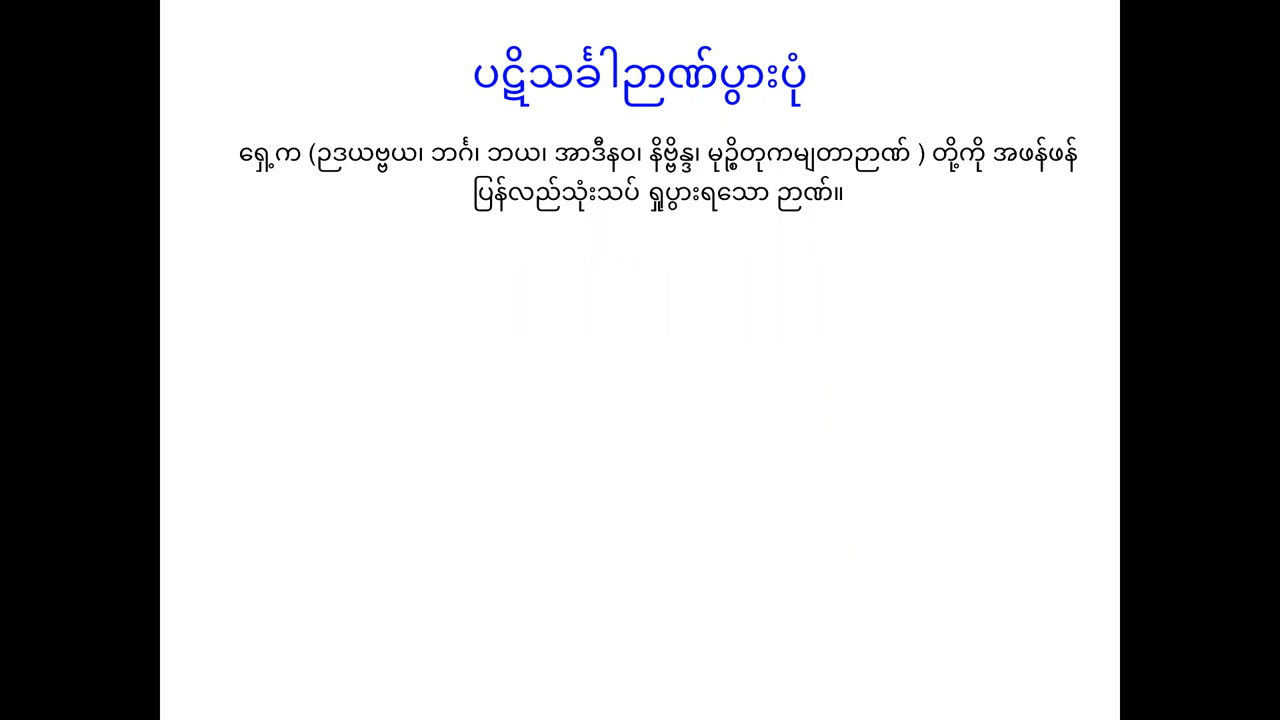 ပဋိသင်္ခါဉာဏ်ပွားပုံ
ရှေ့က (ဉဒယဗ္ဗယ၊ ဘင်္ဂ၊ ဘယ၊ အာဒီနဝ၊ နိဗ္ဗိန္ဒ၊ မုဉ္စိတုကမျတာဉာဏ် ) တို့ကို အဖန်ဖန်
ပြန်လည်သုံးသပ် ရှုပွားရသော ဉာဏ်။